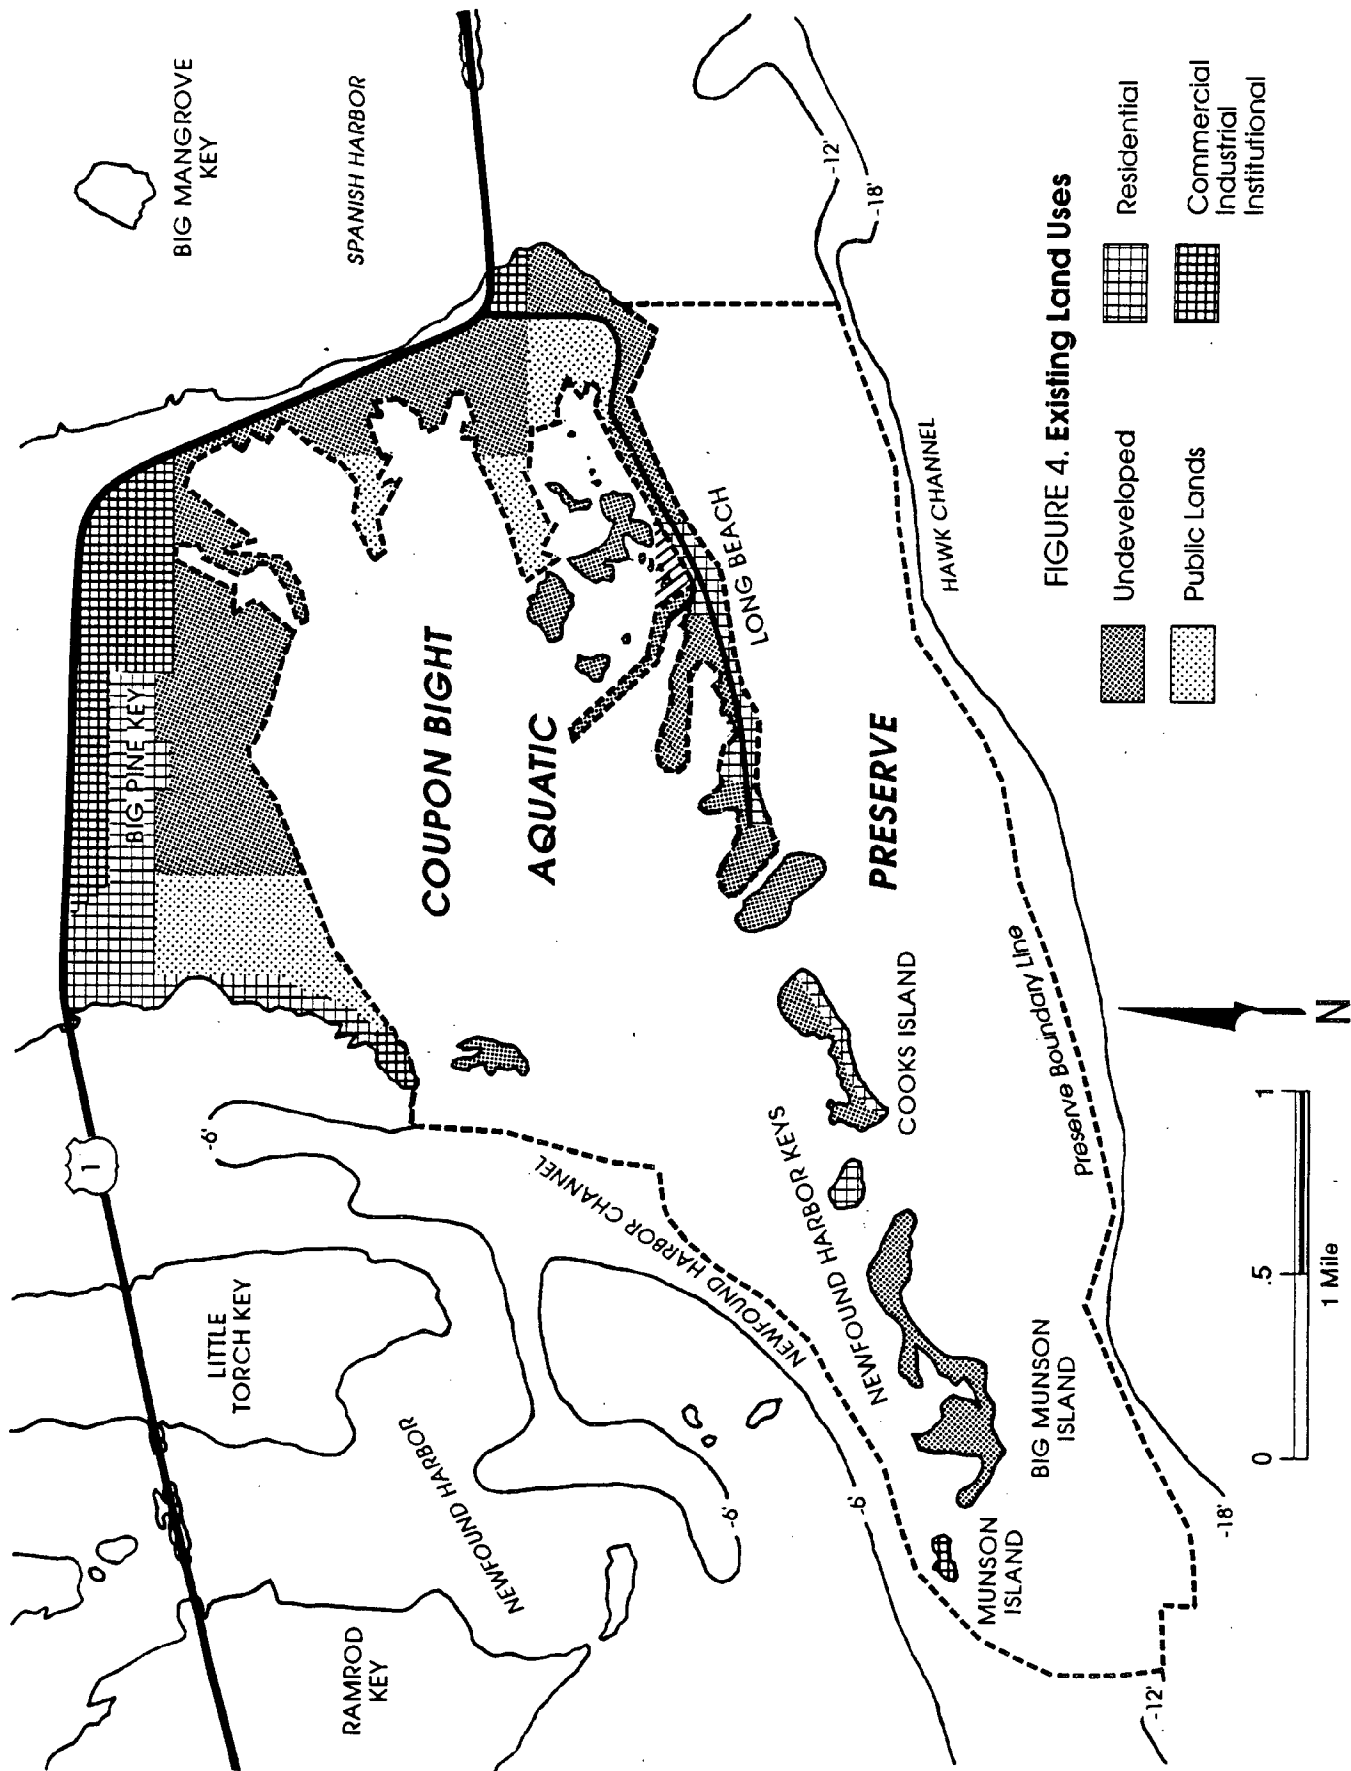 BIG MANGROVE
KEY
SPANISH HARBOR
BIG PINE KEY
1
LITTLE
TORCH KEY
RAMROD
KEY
NEWFOUND HARBOR
-6'
-6'
-6'
NEWFOUND HARBOR CHANNEL
NEWFOUND HARBOR
COUPON BIGHT
AQUATIC
PRESERVE
LONG BEACH
HAWK CHANNEL
-12'
-18'
NEWFOUND HARBOR KEYS
COOKS ISLAND
BIG MUNSON
ISLAND
MUNSON
ISLAND
Preserve Boundary Line
-12'
-18'
FIGURE 4. Existing Land Uses
Undeveloped
Public Lands
Residential
Commercial
Industrial
Institutional
0
.5
1
1 Mile
N